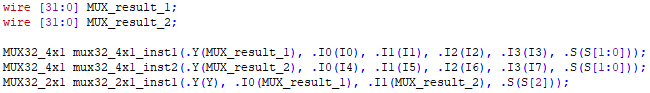 wire [31:0] MUX_result_1;
wire [31:0] MUX_result_2;
MUX32_4x1 mux32_4x1_inst1(.Y(MUX_result_1), .I0(I0), .I1(I1), .I2(I2), .I3(I3), .S(S[1:0]));
MUX32_4x1 mux32_4x1_inst2(.Y(MUX_result_2), .I0(I4), .I1(I5), .I2(I6), .I3(I7), .S(S[1:0]));
MUX32_2x1 mux32_2x1_inst1(.Y(Y), .I0(MUX_result_1), .I1(MUX_result_2), .S(S[2]));